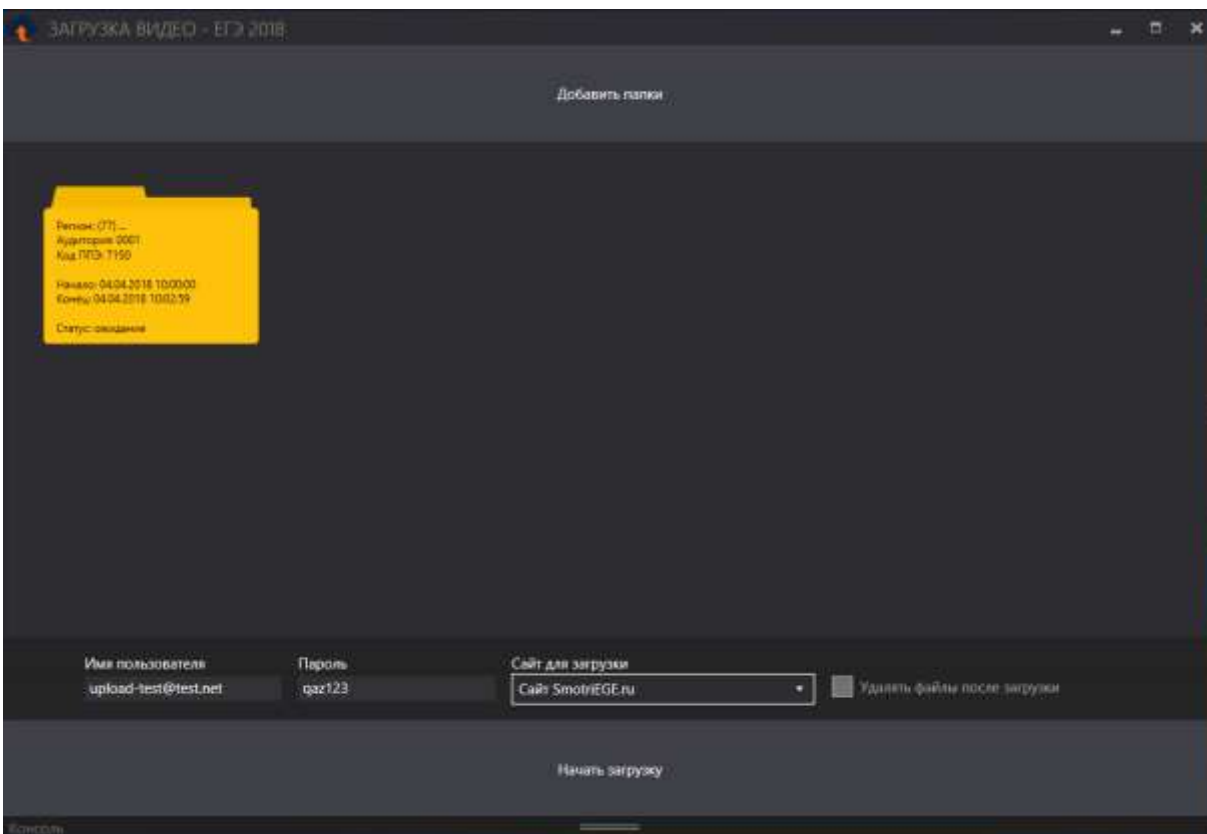 ЗАГРУЗКА ВИДЕО - ЕГЭ 2018
Добавить папки
Регион: (77) ...
Аудитория: 0001
Код ППЭ: 7150
Начало: 04.04.2018 10:00:00
Конец: 04.04.2018 10:02:59
Статус: ожидание
Имя пользователя
Пароль
Сайт для загрузки
upload-test@test.net
qaz123
Сайт SmotriEGE.ru
Удалять файлы после загрузки
Начать загрузку
Консоль